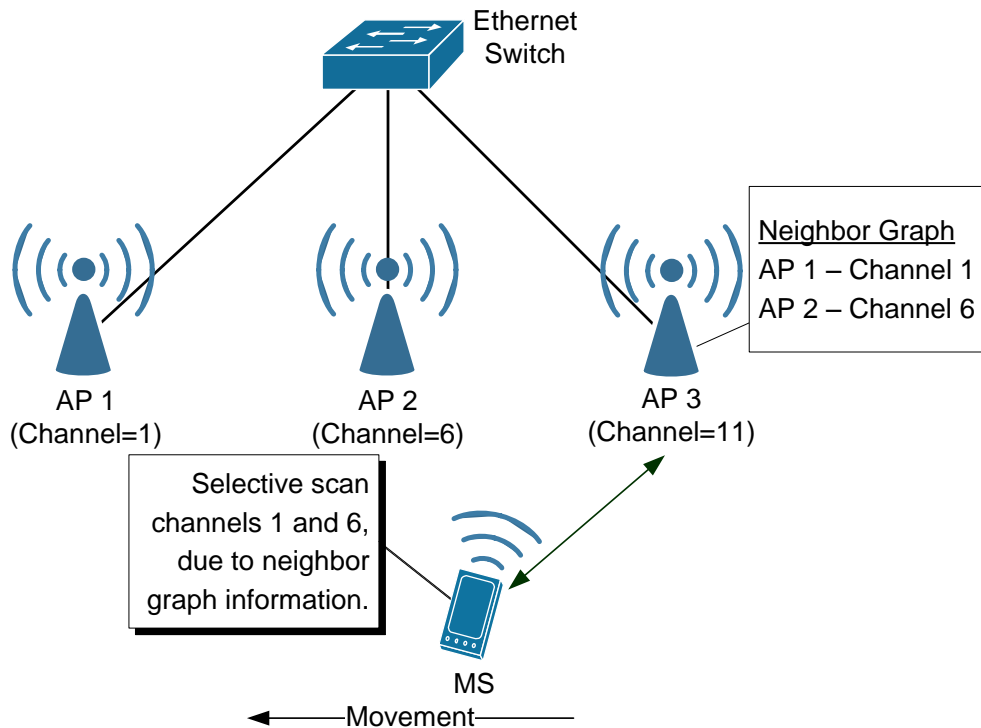 Ethernet
Switch
Neighbor Graph
AP 1 – Channel 1
AP 2 – Channel 6
AP 1
(Channel=1)
AP 2
(Channel=6)
AP 3
(Channel=11)
Selective scan
channels 1 and 6,
due to neighbor
graph information.
MS
Movement